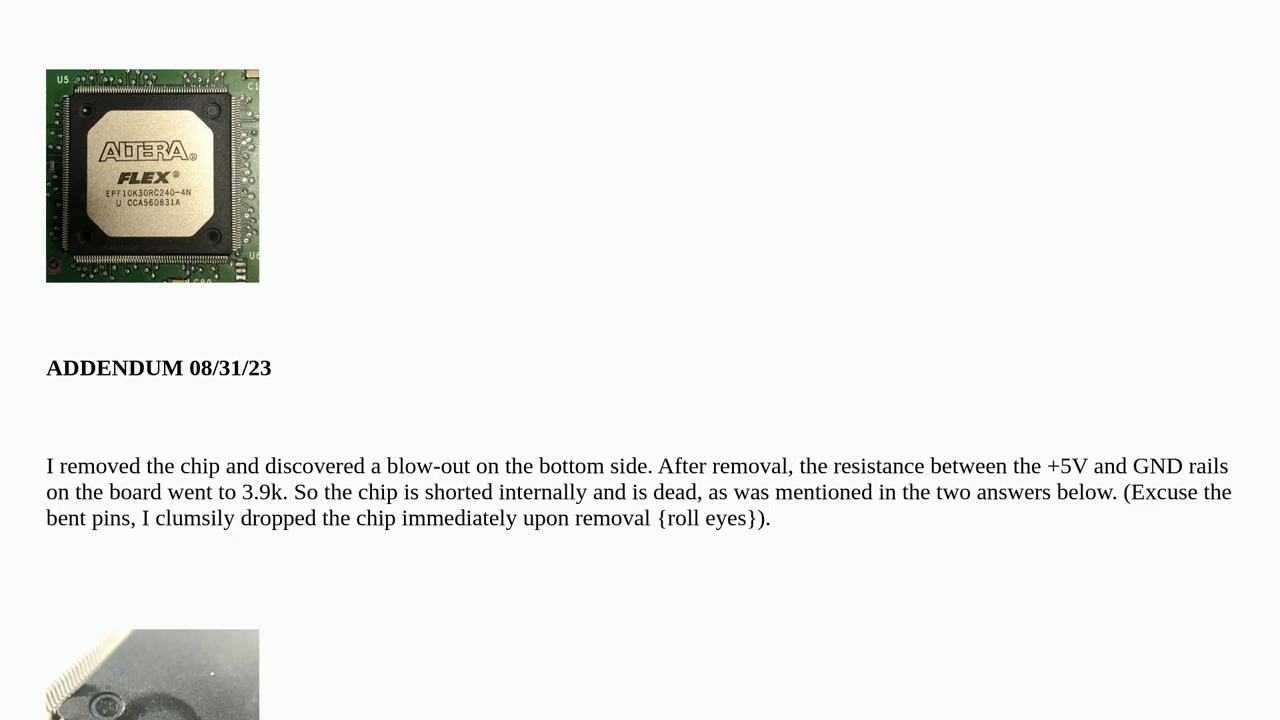 U5
C1
ALTERA®
FLEX®
EPF10K30RC240-4N
U CCA560831A
U6
C80
ADDENDUM 08/31/23
I removed the chip and discovered a blow-out on the bottom side. After removal, the resistance between the +5V and GND rails
on the board went to 3.9k. So the chip is shorted internally and is dead, as was mentioned in the two answers below. (Excuse the
bent pins, I clumsily dropped the chip immediately upon removal {roll eyes}).